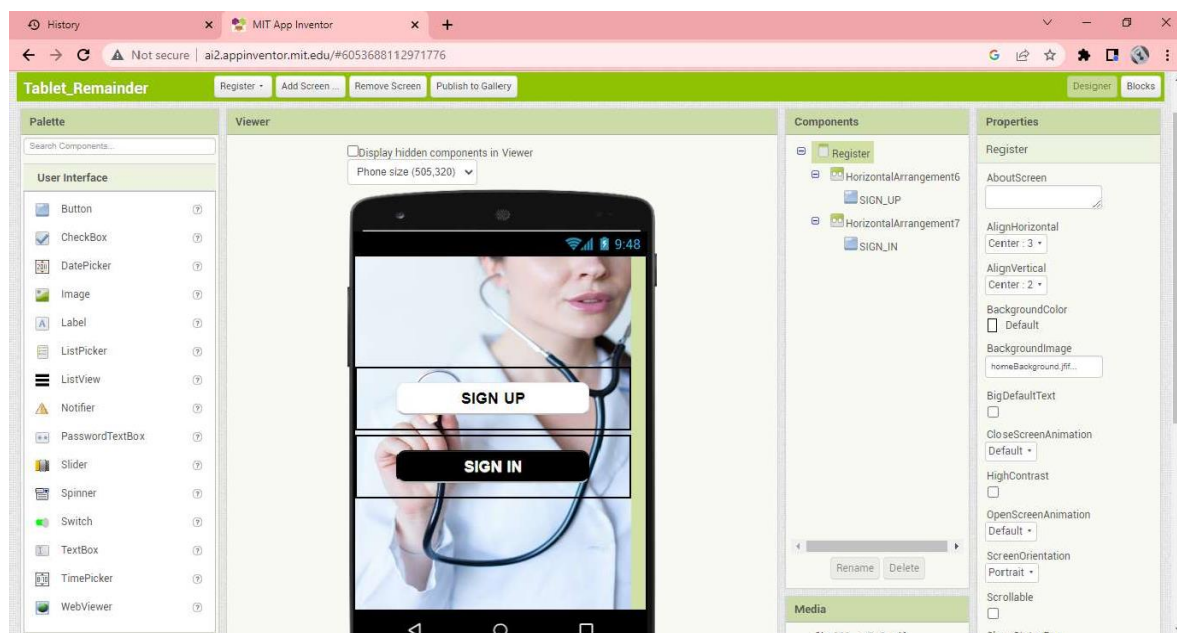 History
MIT App Inventor
Not secure
ai2.appinventor.mit.edu/#6053688112971776
Tablet_Remainder
Register
Add Screen ...
Remove Screen
Publish to Gallery
Designer
Blocks
Palette
Search Components...
User Interface
Button
CheckBox
DatePicker
Image
Label
ListPicker
ListView
Notifier
PasswordTextBox
Slider
Spinner
Switch
TextBox
TimePicker
WebViewer
Viewer
Display hidden components in Viewer
Phone size (505,320)
9:48
SIGN UP
SIGN IN
Components
Register
HorizontalArrangement6
SIGN_UP
HorizontalArrangement7
SIGN_IN
Rename
Delete
Media
Properties
Register
AboutScreen
AlignHorizontal
Center : 3
AlignVertical
Center : 2
BackgroundColor
Default
BackgroundImage
homeBackground.jfif...
BigDefaultText
CloseScreenAnimation
Default
HighContrast
OpenScreenAnimation
Default
ScreenOrientation
Portrait
Scrollable